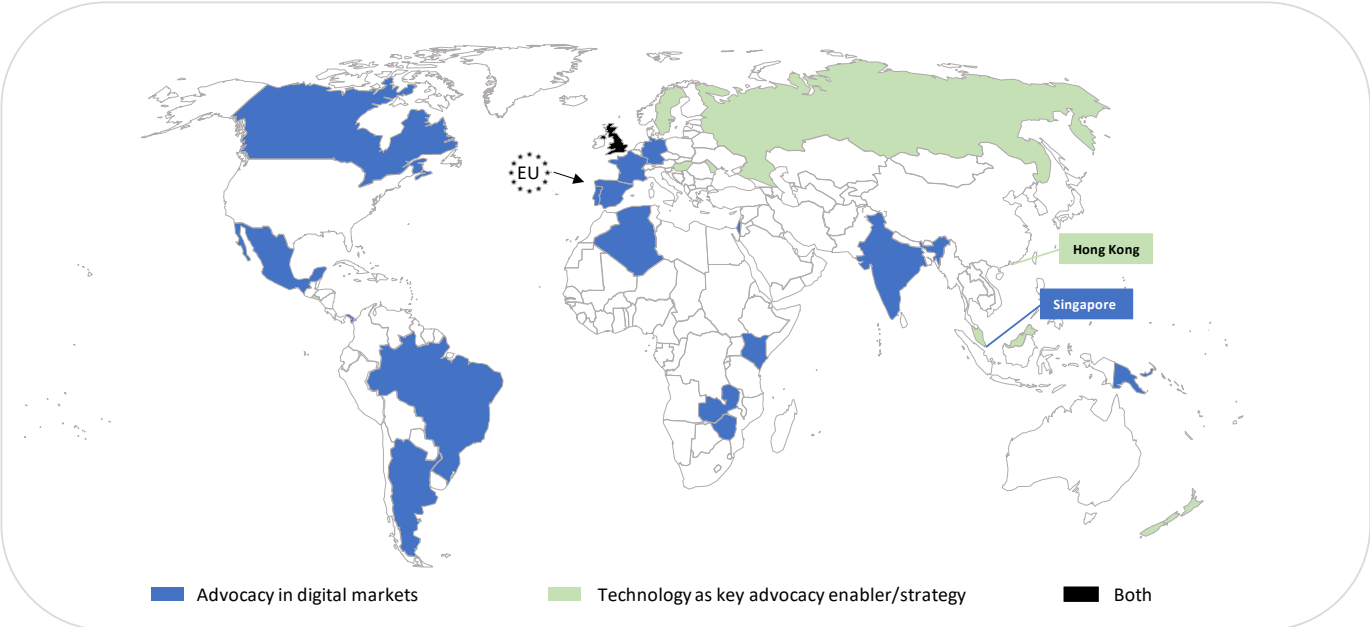 EU
Hong Kong
Singapore
Advocacy in digital markets
Technology as key advocacy enabler/strategy
Both